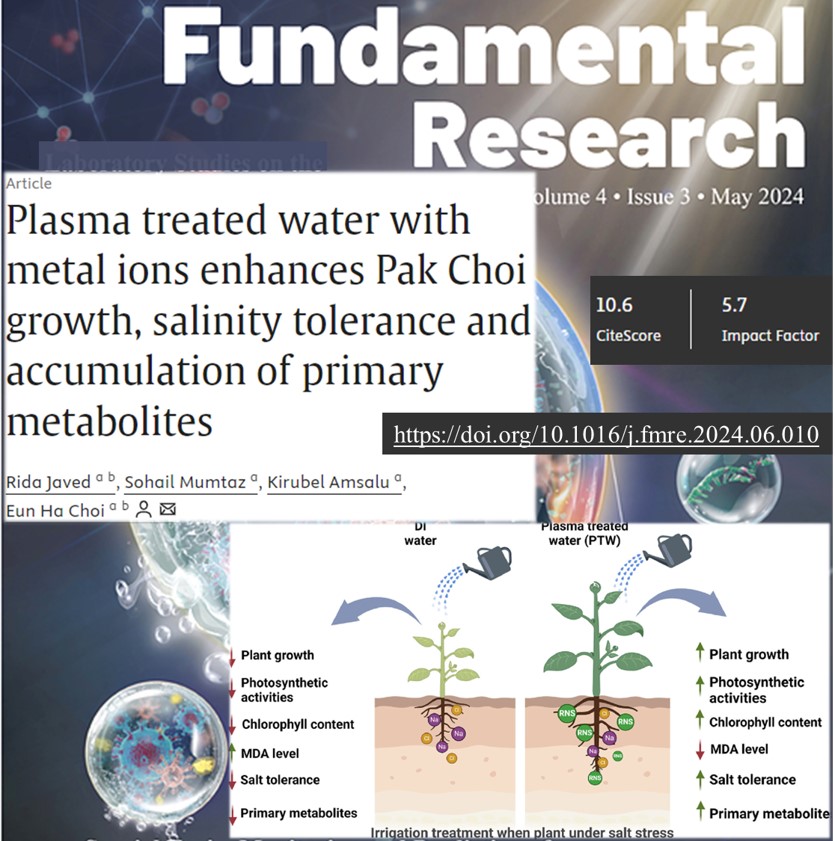 Fundamental
Research
Laboratory Studies on the
olume 4 • Issue 3 • May 2024
Article
Plasma treated water with
metal ions enhances Pak Choi
growth, salinity tolerance and
accumulation of primary
metabolites
10.6
CiteScore
5.7
Impact Factor
https://doi.org/10.1016/j.fmre.2024.06.010
Rida Javed a b, Sohail Mumtaz a, Kirubel Amsalu a,
Eun Ha Choi a b
DI
water
Plasma treated
water (PTW)
Plant growth
Photosynthetic
activities
Chlorophyll content
MDA level
Salt tolerance
Primary metabolites
Na
Cl
Na
Cl
Na
Cl
RNS
RNS
RNS
Na
Na
Cl
RNS
RNS
Plant growth
Photosynthetic
activities
Chlorophyll content
MDA level
Salt tolerance
Primary metabolite
Irrigation treatment when plant under salt stress